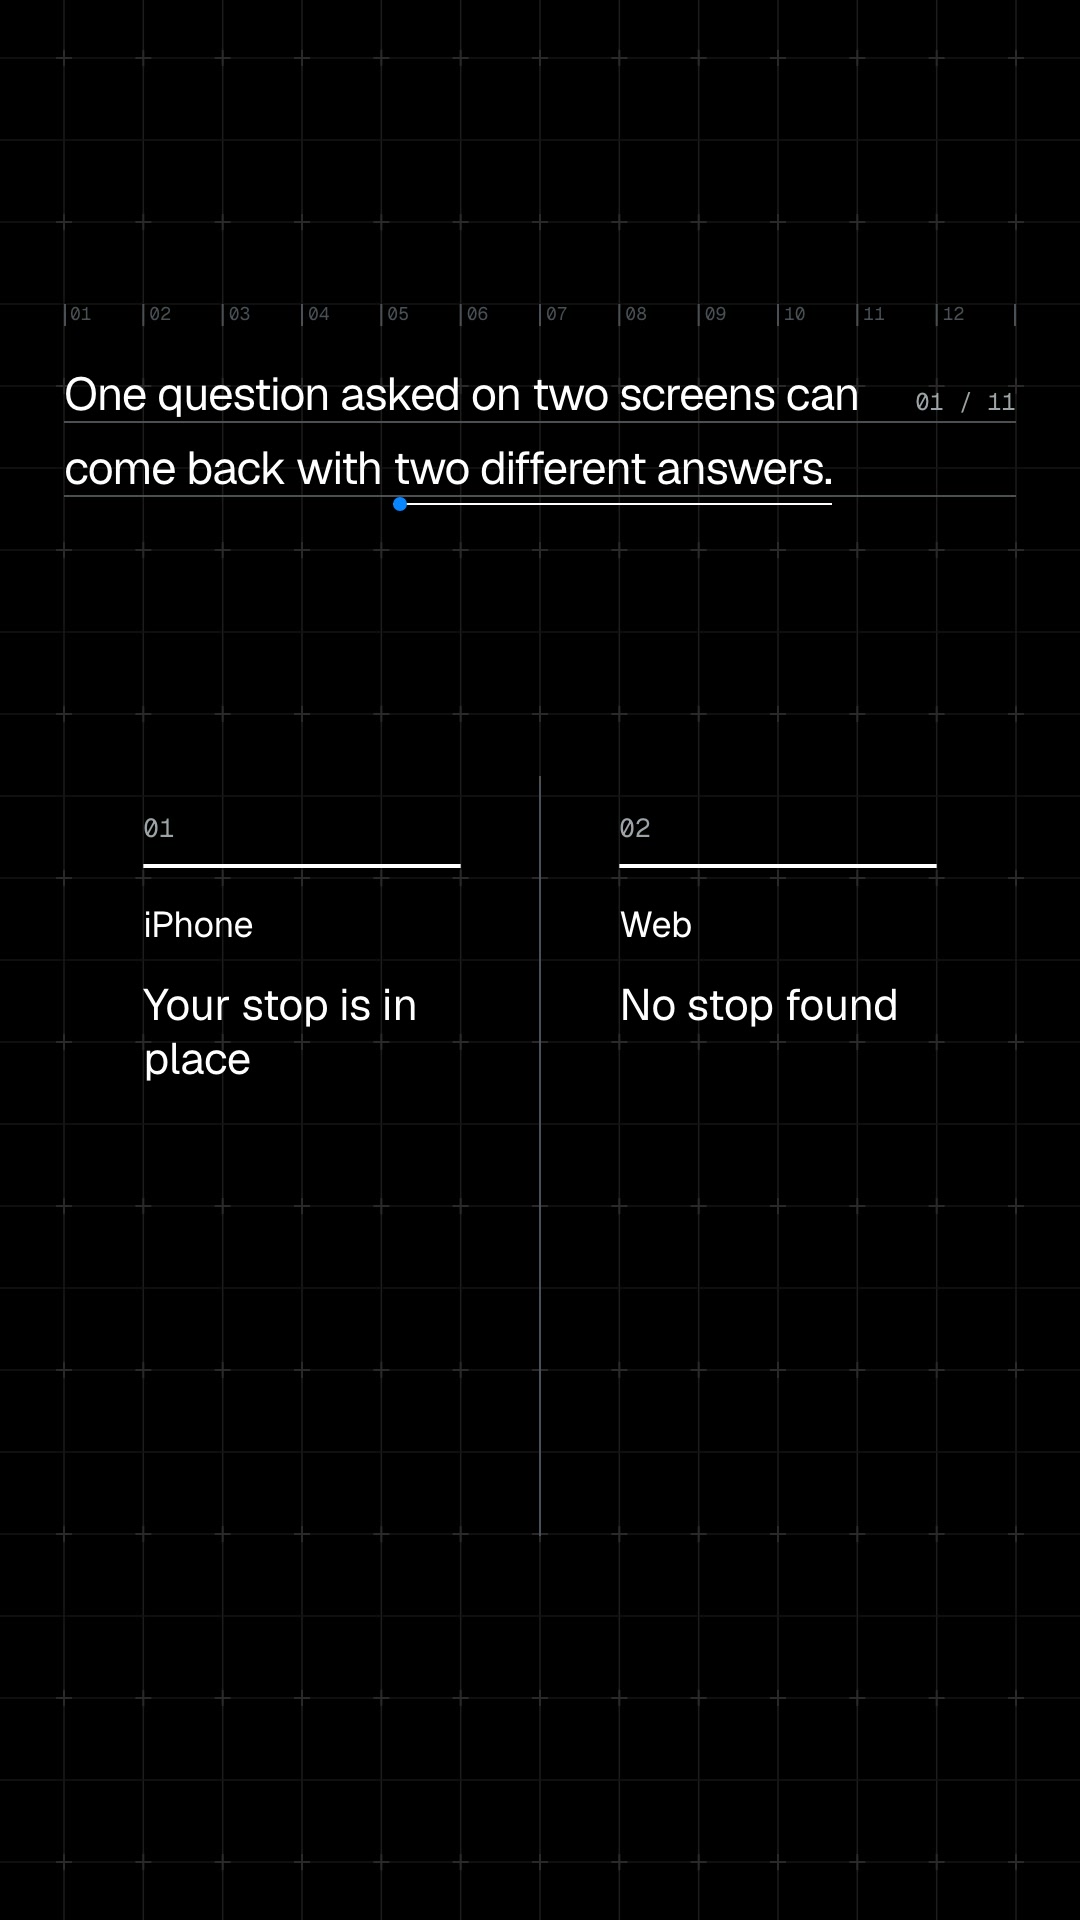 01 02 03 04 05 06 07 08 09 10 11 12
One question asked on two screens can
01 / 11
come back with two different answers.
01
iPhone
Your stop is in
place
02
Web
No stop found